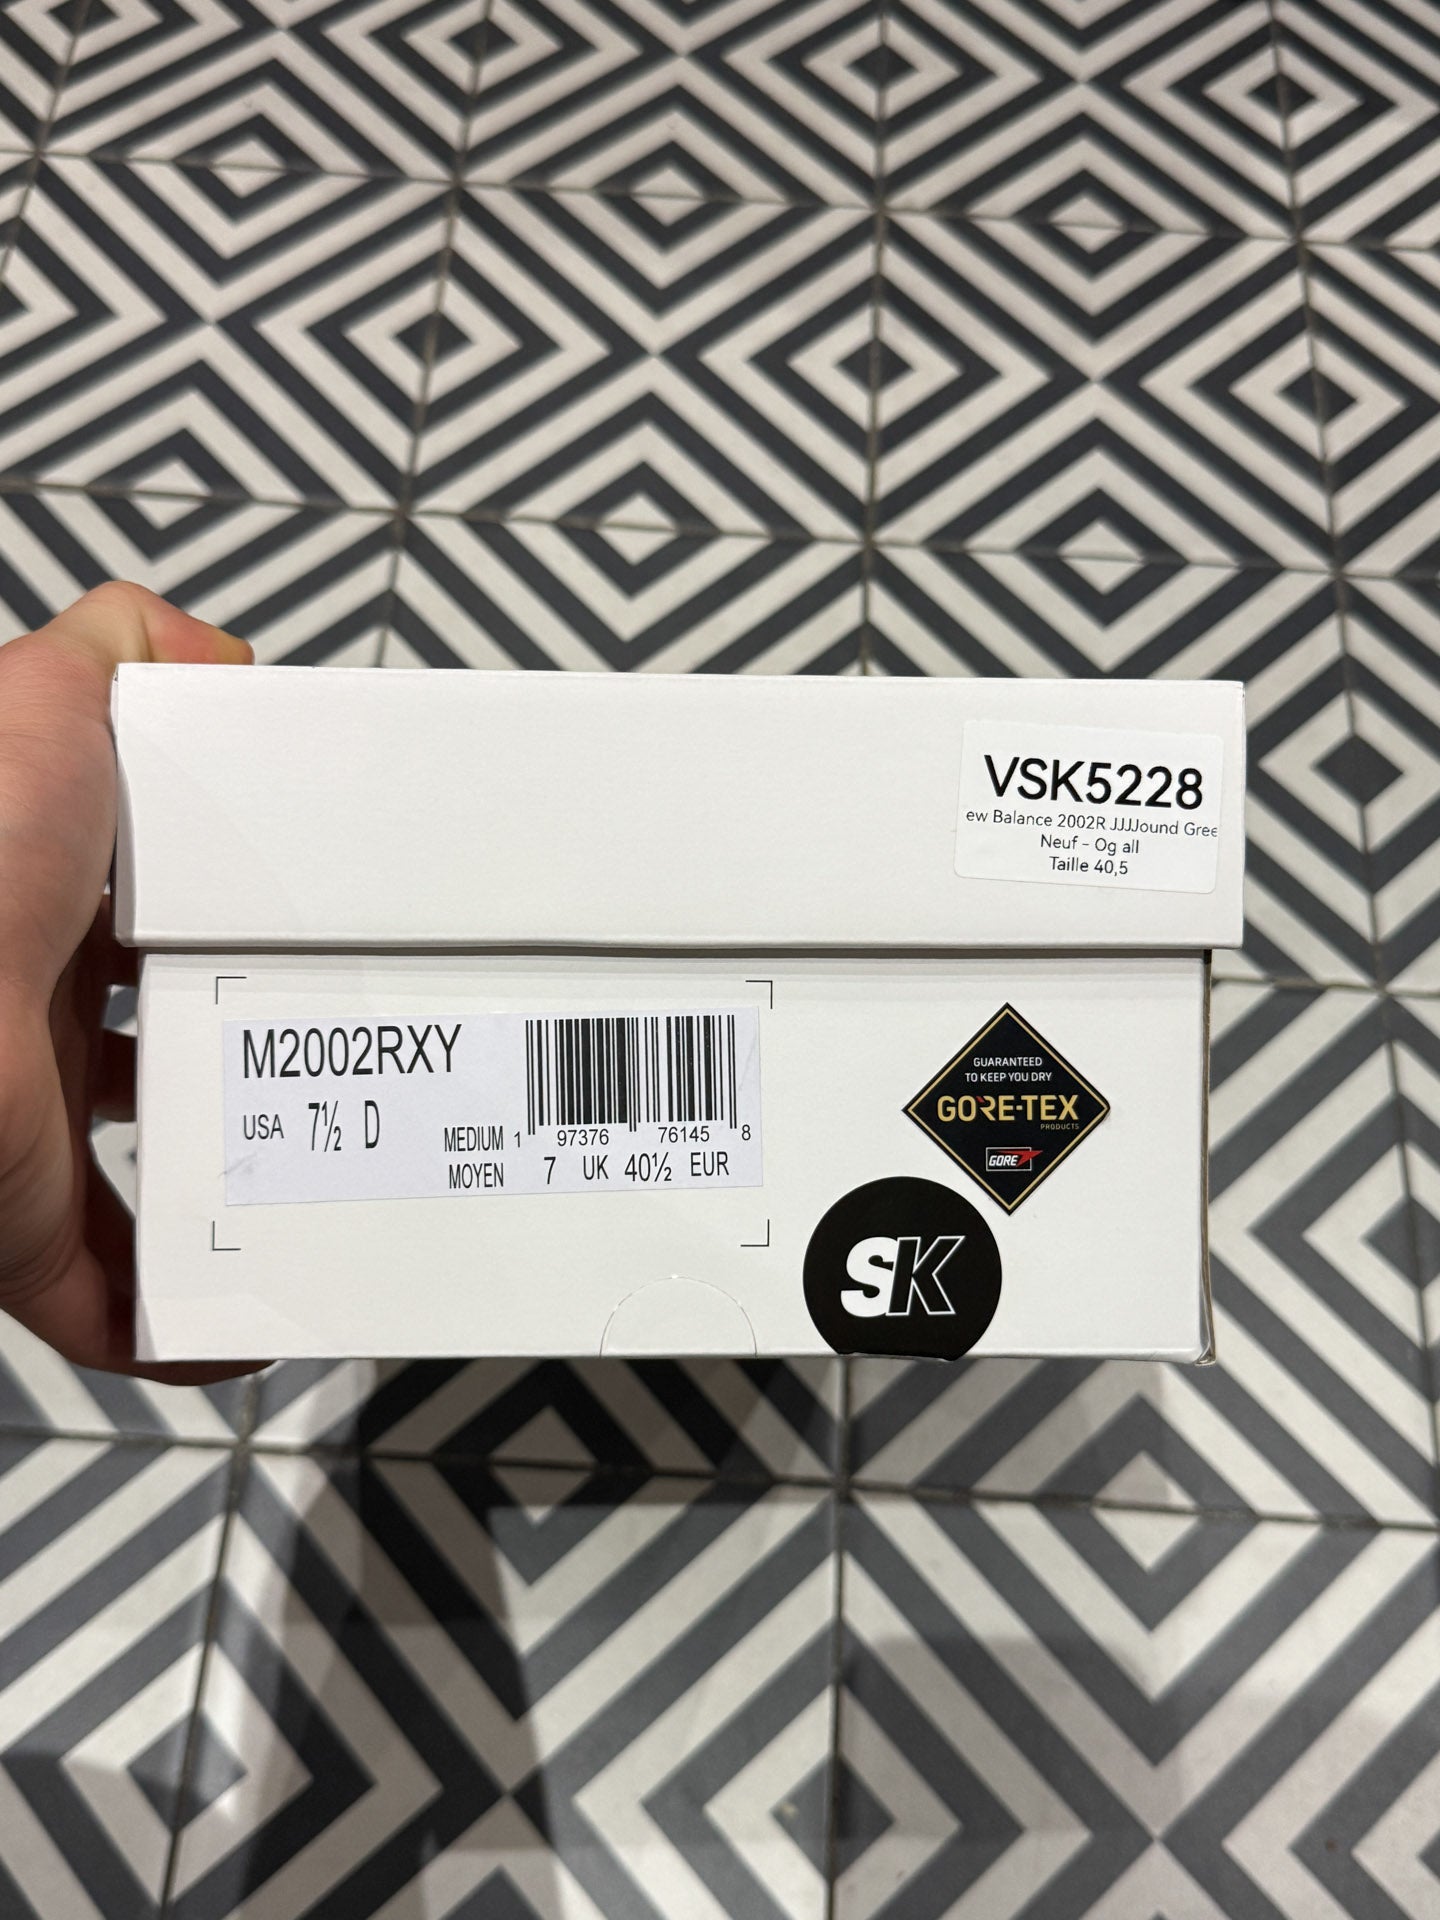 VSK5228
ew Balance 2002R JJJJound Gree
Neuf - Og all
Taille 40,5
M2002RXY
USA 7½ D
MEDIUM
MOYEN
1 97376 76145 8
7 UK 40½ EUR
GUARANTEED
TO KEEP YOU DRY
GORE-TEX
PRODUCTS
GORE
SK